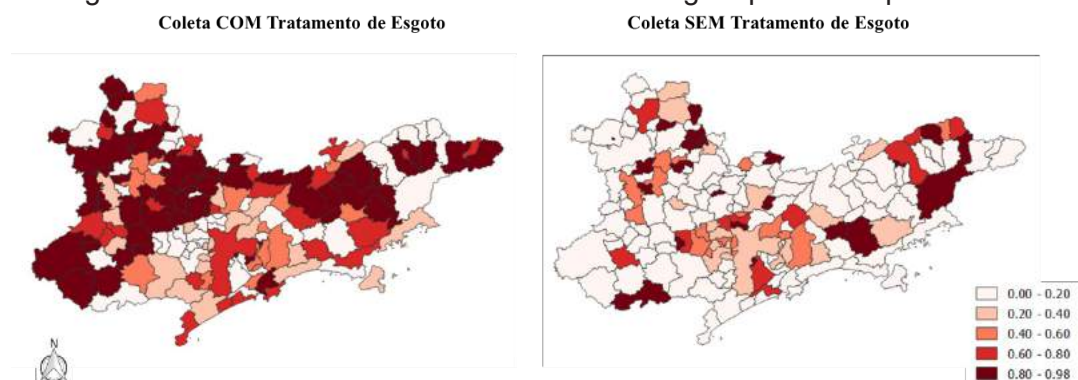 Coleta COM Tratamento de Esgoto
Coleta SEM Tratamento de Esgoto
N
0.00 - 0.20
0.20 - 0.40
0.40 - 0.60
0.60 - 0.80
0.80 - 0.98